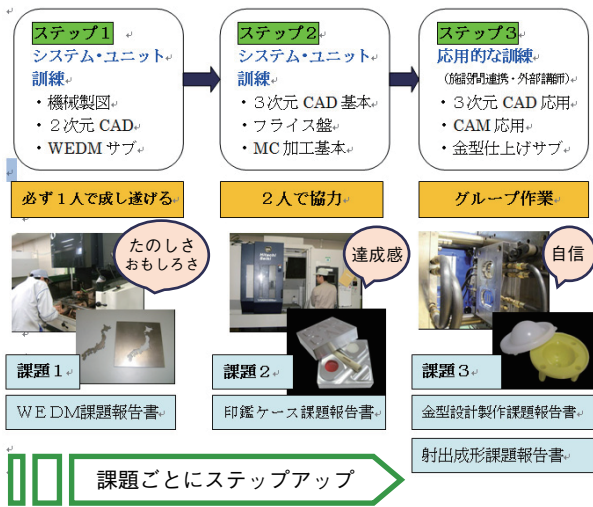 ステップ１
システム・ユニット
訓練
・機械製図
・２次元 CAD
・WEDM サブ
ステップ２
システム・ユニット
訓練
・３次元 CAD 基本
・フライス盤
・MC 加工基本
ステップ３
応用的な訓練
（施設間連携・外部講師）
・３次元 CAD 応用
・CAM 応用
・金型仕上げサブ
必ず１人で成し遂げる
２人で協力
グループ作業
たのしさ
おもしろさ
達成感
自信
課題１
課題２
課題３
ＷＥＤＭ課題報告書
印鑑ケース課題報告書
金型設計製作課題報告書
射出成形課題報告書
課題ごとにステップアップ